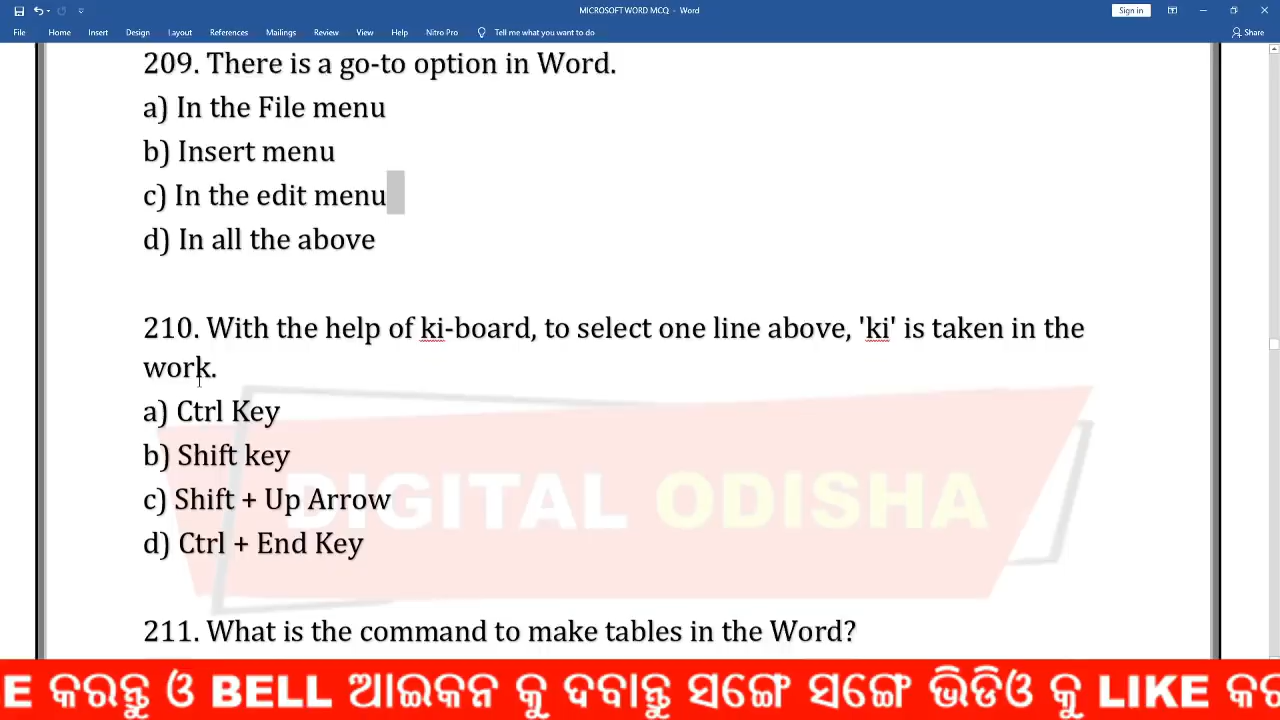 MICROSOFT WORD MCQ - Word
Sign in
File Home Insert Design Layout References Mailings Review View Help Nitro Pro Tell me what you want to do Share
209. There is a go-to option in Word.
a) In the File menu
b) Insert menu
c) In the edit menu
d) In all the above
210. With the help of ki-board, to select one line above, 'ki' is taken in the
work.
a) Ctrl Key
b) Shift key
c) Shift + Up Arrow
d) Ctrl + End Key
DIGITAL ODISHA
211. What is the command to make tables in the Word?
E କରନ୍ତୁ ଓ BELL ଆଇକନ କୁ ଦବାନ୍ତୁ ସଙ୍ଗେ ସଙ୍ଗେ ଭିଡିଓ କୁ LIKE କର